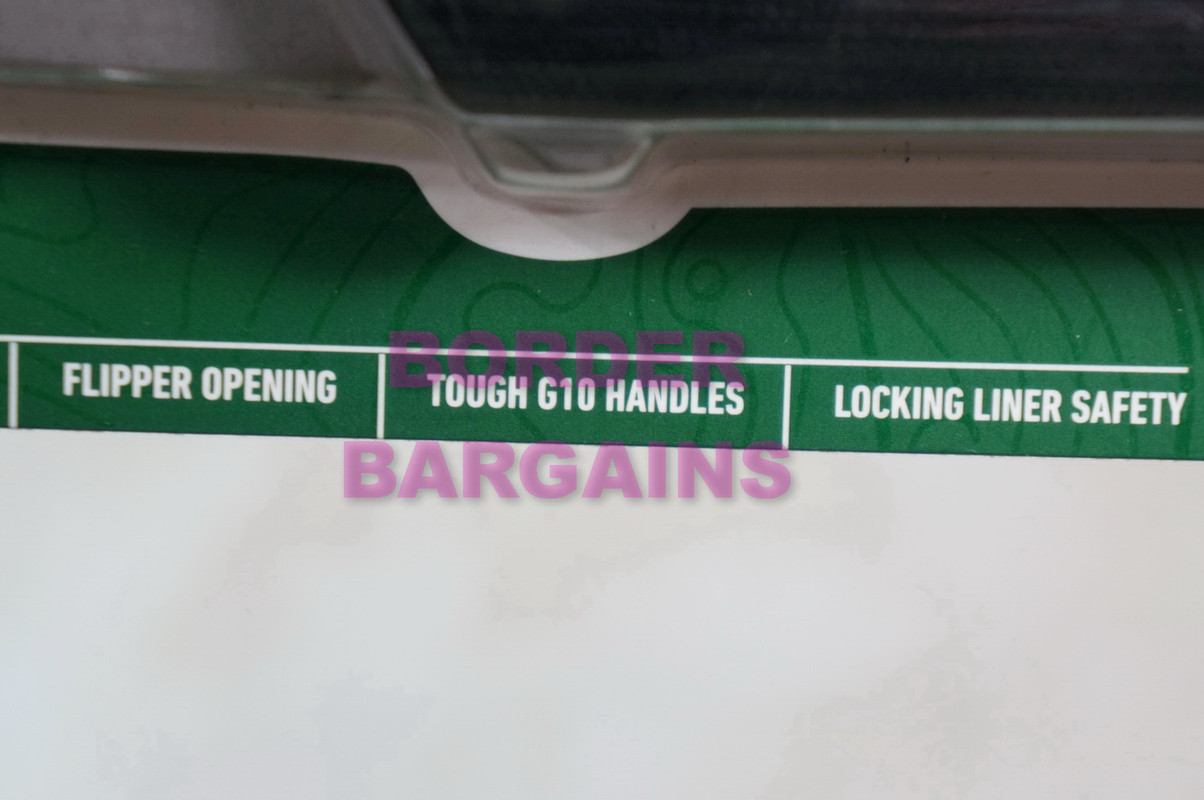 BORDER
FLIPPER OPENING
TOUGH G10 HANDLES
LOCKING LINER SAFETY
BARGAINS